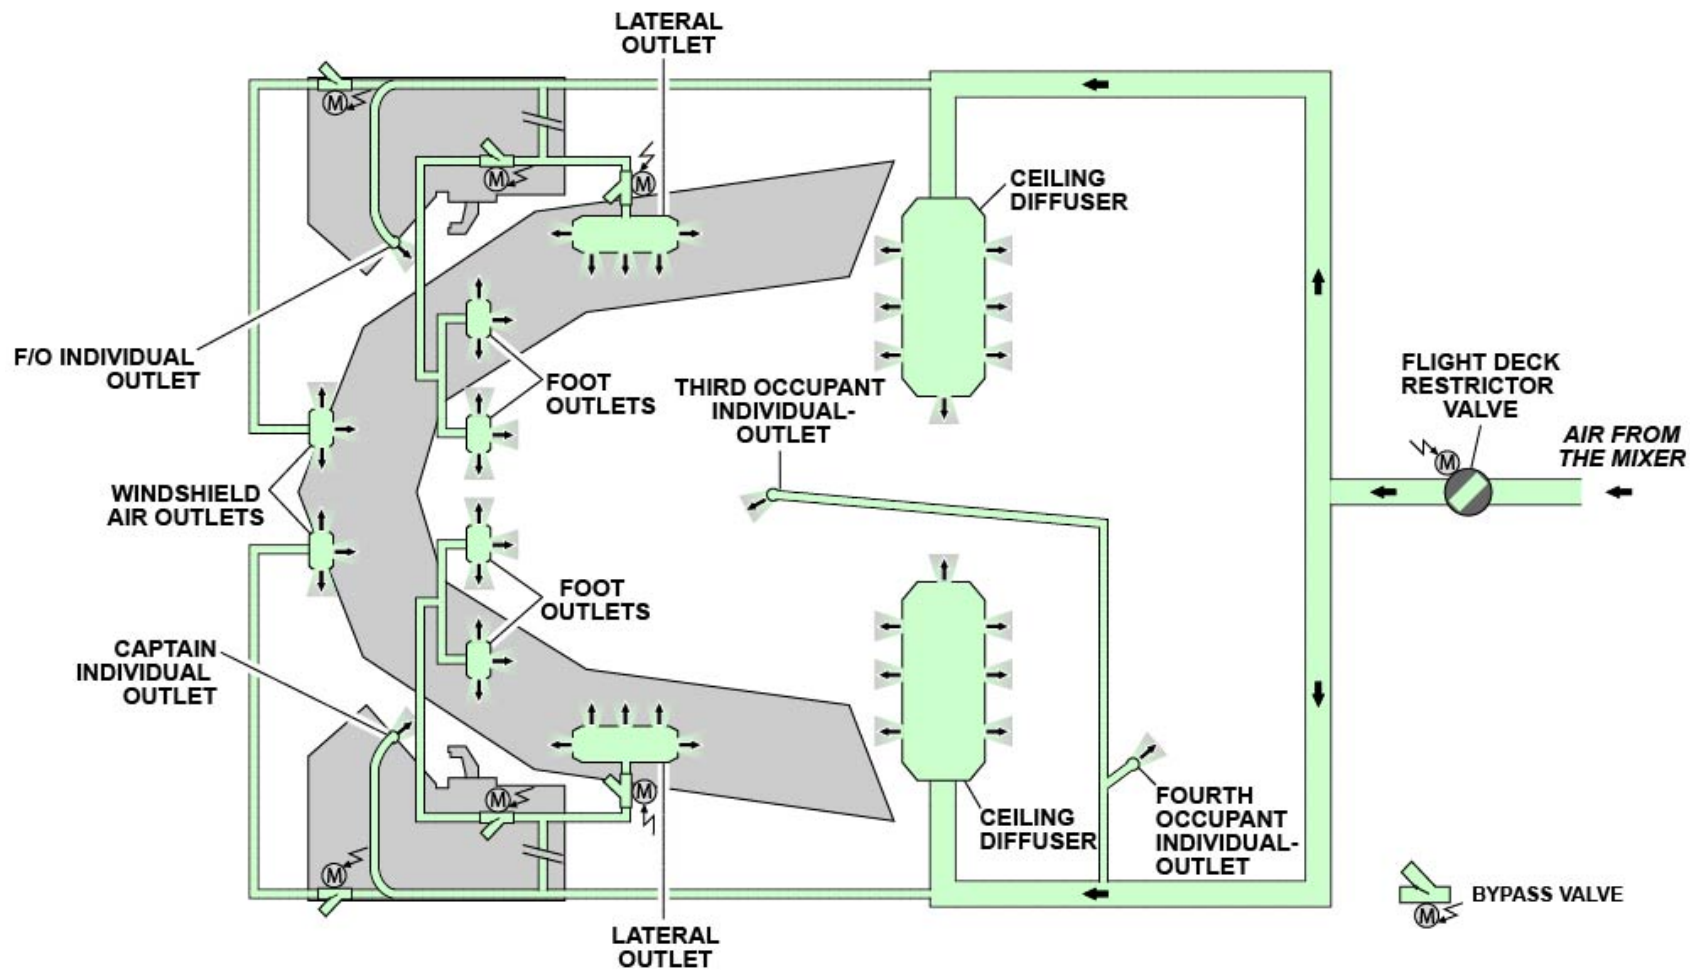 LATERAL
OUTLET
M
M
M
CEILING
DIFFUSER
F/O INDIVIDUAL
OUTLET
FOOT
OUTLETS
THIRD OCCUPANT
INDIVIDUAL-
OUTLET
FLIGHT DECK
RESTRICTOR
VALVE
M
AIR FROM
THE MIXER
WINDSHIELD
AIR OUTLETS
FOOT
OUTLETS
CAPTAIN
INDIVIDUAL
OUTLET
M
M
M
CEILING
DIFFUSER
FOURTH
OCCUPANT
INDIVIDUAL-
OUTLET
LATERAL
OUTLET
M
BYPASS VALVE